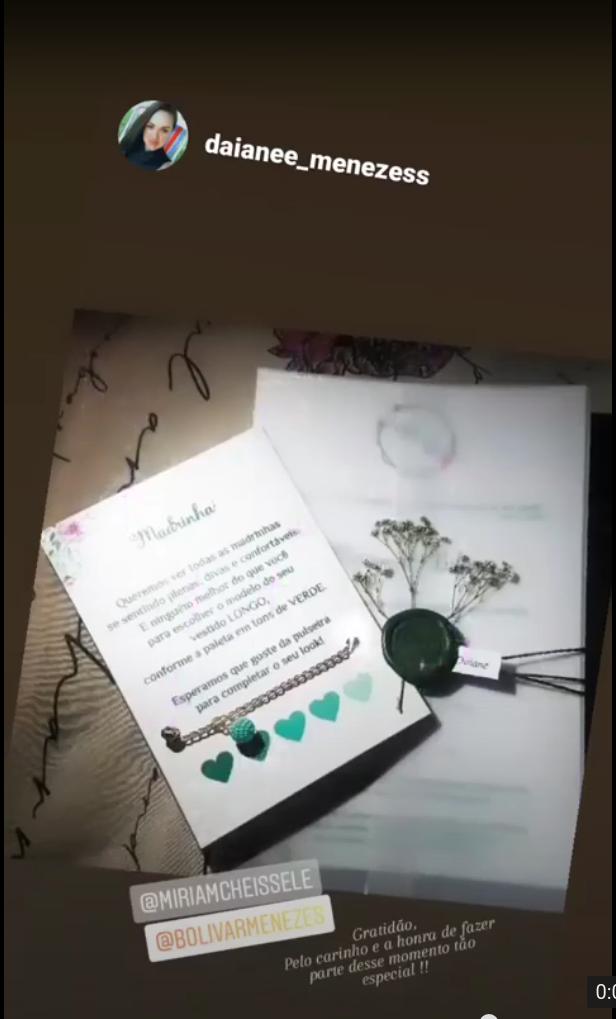 daianee_menezess
Madrinha
Queremos ver todas as madrinhas
se sentindo plenas, divas e confortáveis.
E ninguém melhor do que você
para escolher o modelo do seu
vestido LONGO,
conforme a paleta em tons de VERDE.
Esperamos que goste da pulseira
para completar o seu look!
Daiane
@MIRIAMCHEISSELE
@BOLIVARMENEZES
Gratidão,
Pelo carinho e a honra de fazer
parte desse momento tão
especial !!